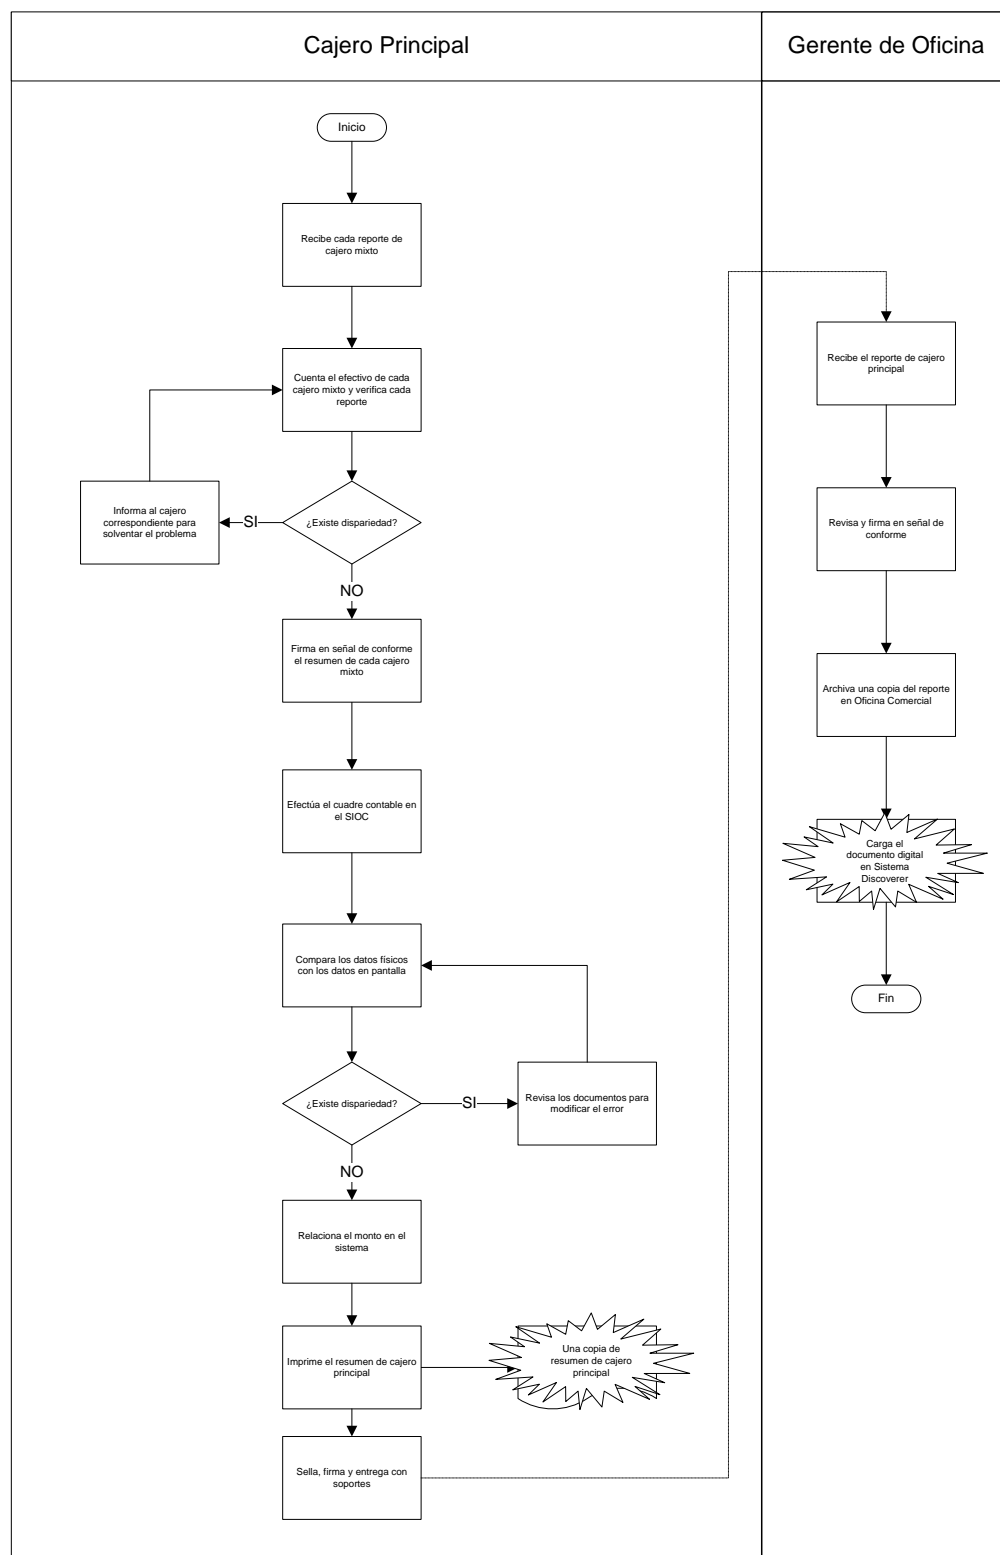 Cajero Principal
Gerente de Oficina
Inicio
Recibe cada reporte de
cajero mixto
Cuenta el efectivo de cada
cajero mixto y verifica cada
reporte
¿Existe dispariedad?
SI
Informa al cajero
correspondiente para
solventar el problema
NO
Firma en señal de conforme
el resumen de cada cajero
mixto
Efectúa el cuadre contable en
el SIOC
Compara los datos físicos
con los datos en pantalla
¿Existe dispariedad?
SI
Revisa los documentos para
modificar el error
NO
Relaciona el monto en el
sistema
Imprime el resumen de cajero
principal
Una copia de
resumen de cajero
principal
Sella, firma y entrega con
soportes
Recibe el reporte de cajero
principal
Revisa y firma en señal de
conforme
Archiva una copia del reporte
en Oficina Comercial
Carga el
documento digital
en Sistema
Discoverer
Fin